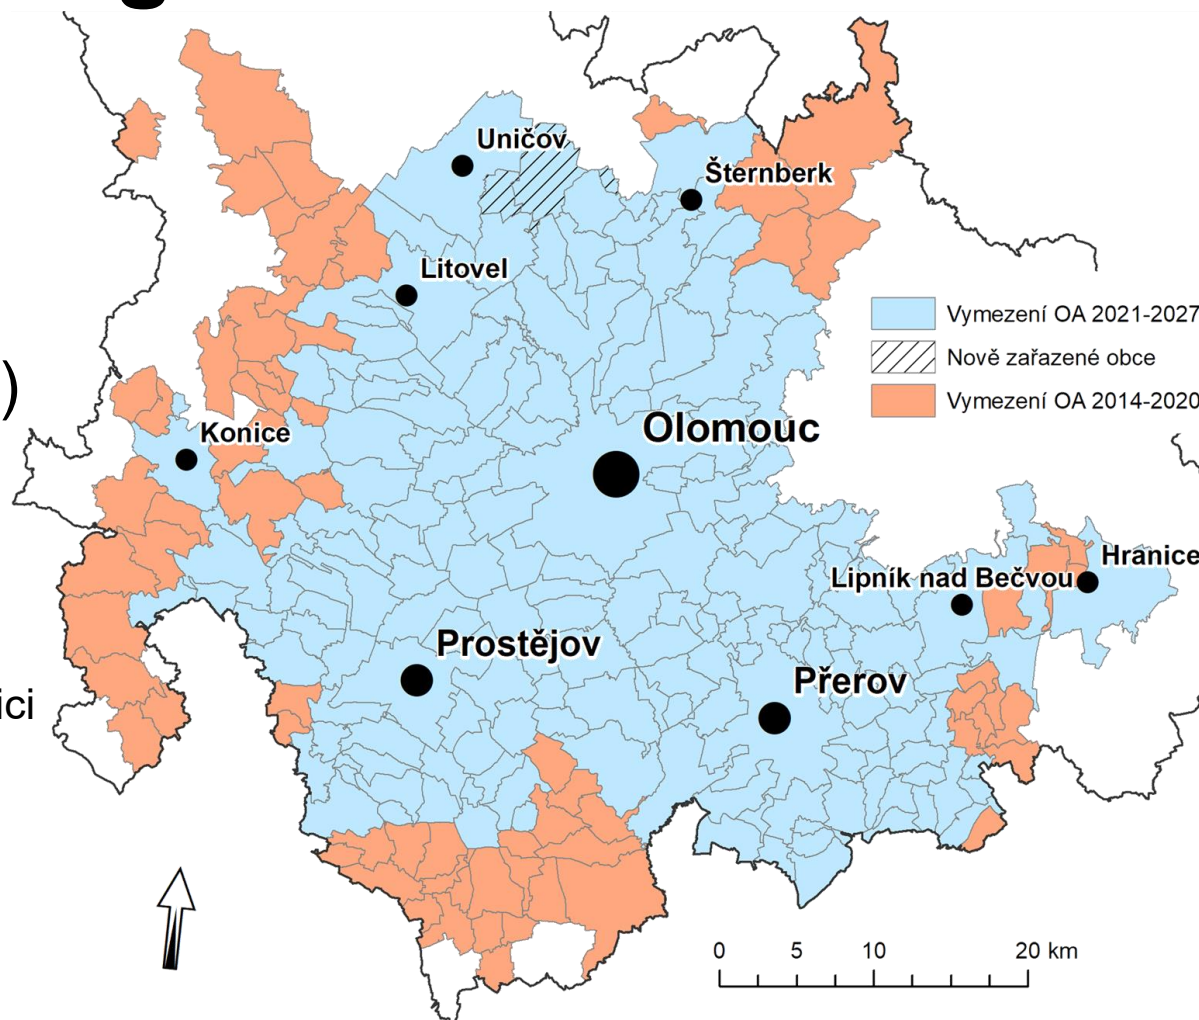 g
Uničov
Šternberk
Litovel
Vymezení OA 2021-2027
Nově zařazené obce
)
Vymezení OA 2014-2020
Konice
Olomouc
Hranice
Lipník nad Bečvou
Prostějov
Přerov
ici
0 5 10 20 km